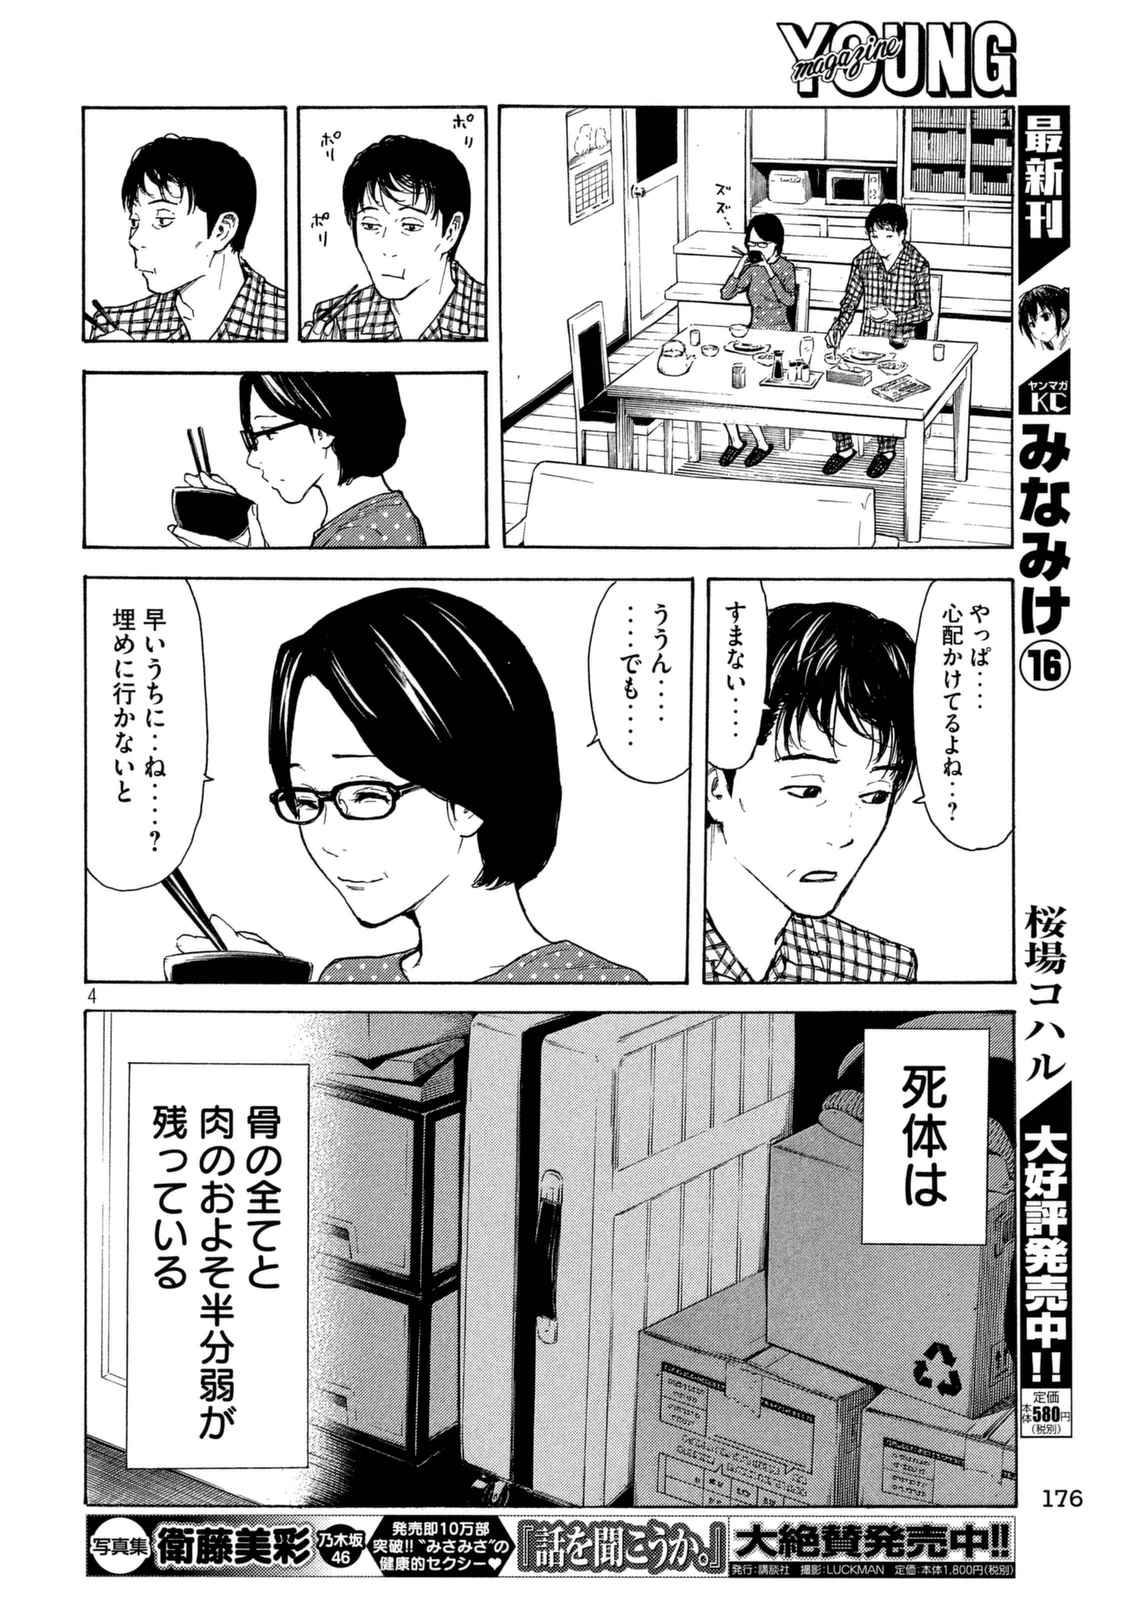 YOUNG
magazine
ズズ‥
ポリ
ポリ
ポリ
やっぱ‥‥
心配かけてるよね‥?
すまない‥‥
ううん‥‥
‥‥でも‥‥
早いうちに‥ね‥‥?
埋めに行かないと
4
死体は
骨の全てと
肉のおよそ半分弱が
残っている
最新刊
ヤンマガ
KC
みなみけ
16
桜場コハル
大好評発売中!!
定価
本体580円
(税別)
176
写真集
衛藤美彩
乃木坂
46
発売即10万部
突破!!“みさみさ”の
健康的セクシー♥
『話を聞こうか。』
大絶賛発売中!!
発行:講談社 撮影:LUCKMAN 定価:本体1,800円(税別)